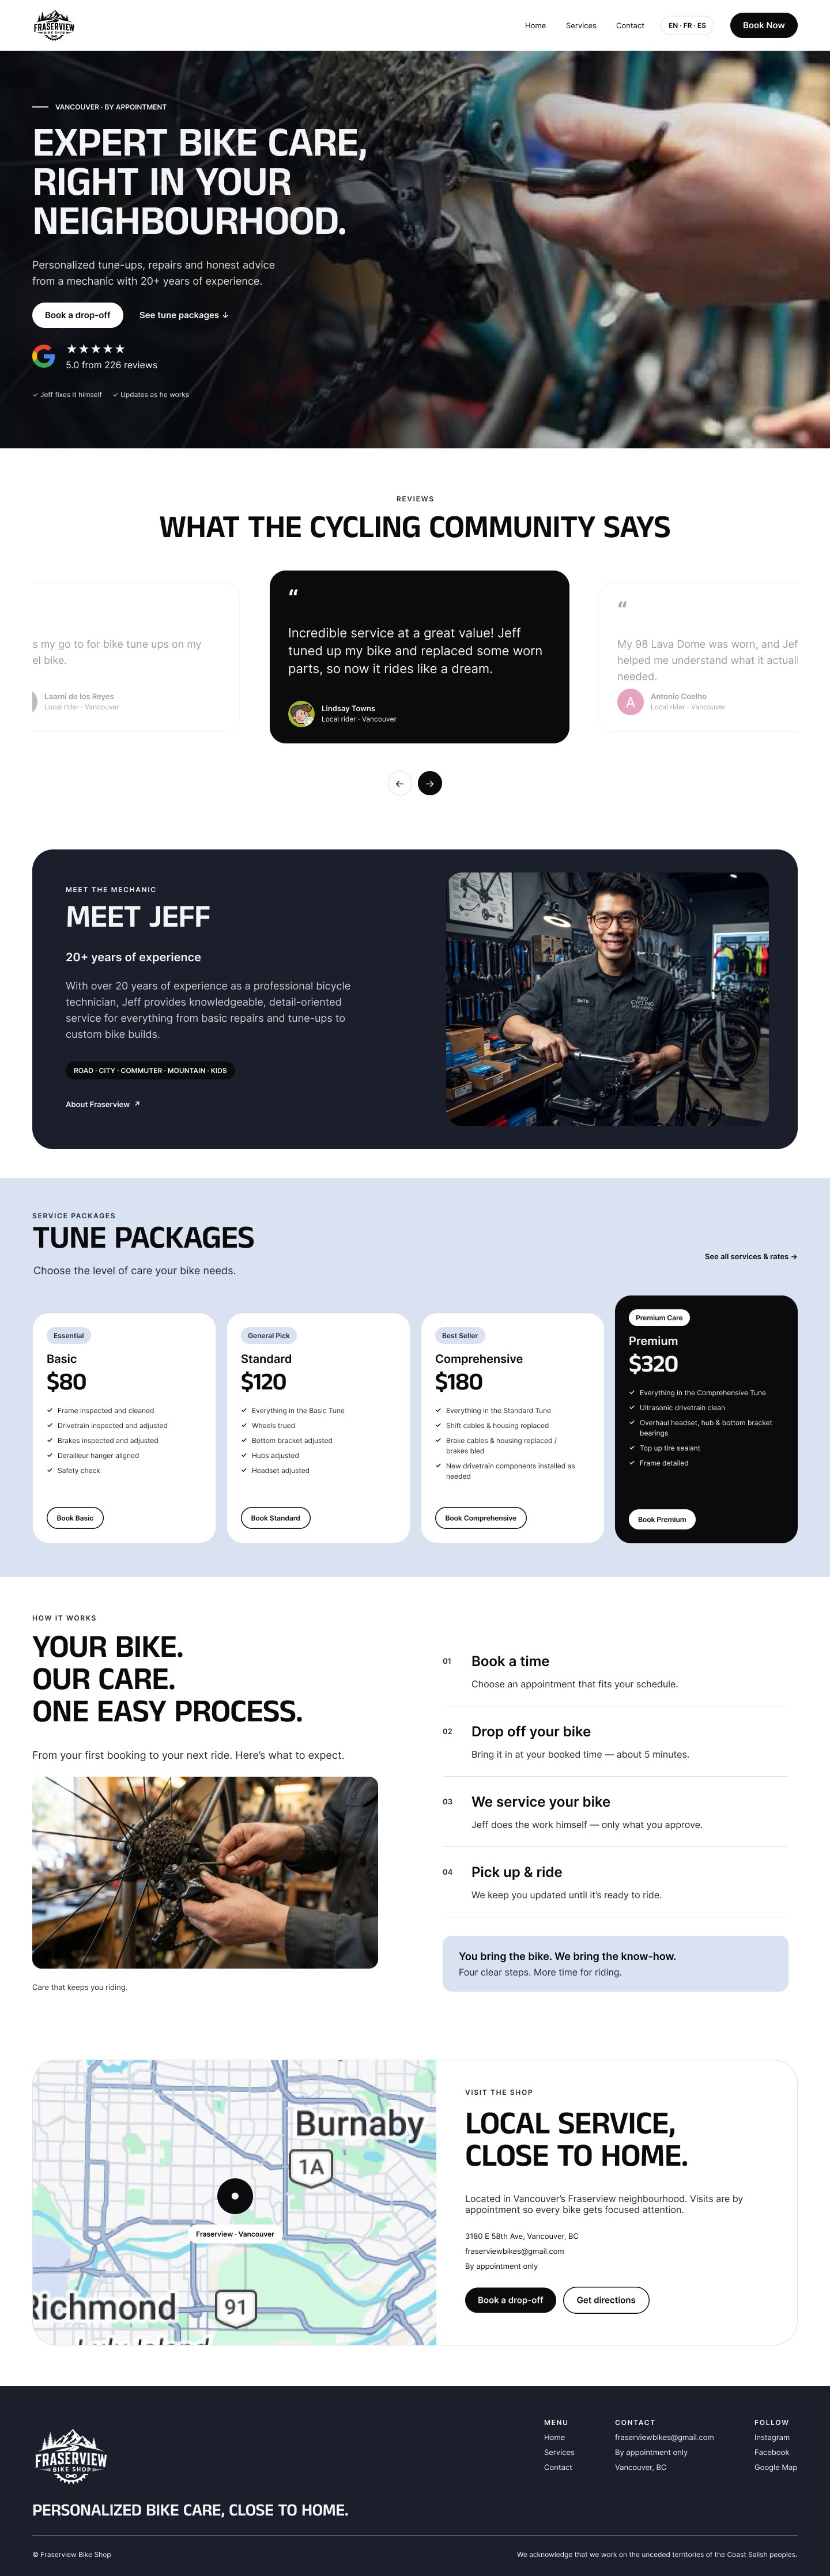 FRASERVIEW
BIKE SHOP
Home
Services
Contact
EN · FR · ES
Book Now
VANCOUVER · BY APPOINTMENT
EXPERT BIKE CARE,
RIGHT IN YOUR
NEIGHBOURHOOD.
Personalized tune-ups, repairs and honest advice
from a mechanic with 20+ years of experience.
Book a drop-off
See tune packages ↓
★★★★★
5.0 from 226 reviews
✓ Jeff fixes it himself
✓ Updates as he works
REVIEWS
WHAT THE CYCLING COMMUNITY SAYS
s my go to for bike tune ups on my
el bike.
Laarni de los Reyes
Local rider · Vancouver
“
Incredible service at a great value! Jeff
tuned up my bike and replaced some worn
parts, so now it rides like a dream.
Lindsay Towns
Local rider · Vancouver
“
My 98 Lava Dome was worn, and Jef
helped me understand what it actuall
needed.
A
Antonio Coelho
Local rider · Vancouver
← →
MEET THE MECHANIC
MEET JEFF
20+ years of experience
With over 20 years of experience as a professional bicycle
technician, Jeff provides knowledgeable, detail-oriented
service for everything from basic repairs and tune-ups to
custom bike builds.
ROAD · CITY · COMMUTER · MOUNTAIN · KIDS
About Fraserview ↗
PRO
CYCLING
MECHANIC
SERVICE PACKAGES
TUNE PACKAGES
Choose the level of care your bike needs.
See all services & rates →
Essential
Basic
$80
✓ Frame inspected and cleaned
✓ Drivetrain inspected and adjusted
✓ Brakes inspected and adjusted
✓ Derailleur hanger aligned
✓ Safety check
Book Basic
General Pick
Standard
$120
✓ Everything in the Basic Tune
✓ Wheels trued
✓ Bottom bracket adjusted
✓ Hubs adjusted
✓ Headset adjusted
Book Standard
Best Seller
Comprehensive
$180
✓ Everything in the Standard Tune
✓ Shift cables & housing replaced
✓ Brake cables & housing replaced /
brakes bled
✓ New drivetrain components installed as
needed
Book Comprehensive
Premium Care
Premium
$320
✓ Everything in the Comprehensive Tune
✓ Ultrasonic drivetrain clean
✓ Overhaul headset, hub & bottom bracket
bearings
✓ Top up tire sealant
✓ Frame detailed
Book Premium
HOW IT WORKS
YOUR BIKE.
OUR CARE.
ONE EASY PROCESS.
From your first booking to your next ride. Here’s what to expect.
Care that keeps you riding.
01 Book a time
Choose an appointment that fits your schedule.
02 Drop off your bike
Bring it in at your booked time — about 5 minutes.
03 We service your bike
Jeff does the work himself — only what you approve.
04 Pick up & ride
We keep you updated until it’s ready to ride.
You bring the bike. We bring the know-how.
Four clear steps. More time for riding.
Burnaby
1A
Fraserview · Vancouver
Richmond
91
Lulu Island
VISIT THE SHOP
LOCAL SERVICE,
CLOSE TO HOME.
Located in Vancouver’s Fraserview neighbourhood. Visits are by
appointment so every bike gets focused attention.
3180 E 58th Ave, Vancouver, BC
fraserviewbikes@gmail.com
By appointment only
Book a drop-off
Get directions
FRASERVIEW
BIKE SHOP
PERSONALIZED BIKE CARE, CLOSE TO HOME.
MENU
Home
Services
Contact
CONTACT
fraserviewbikes@gmail.com
By appointment only
Vancouver, BC
FOLLOW
Instagram
Facebook
Google Map
© Fraserview Bike Shop
We acknowledge that we work on the unceded territories of the Coast Salish peoples.